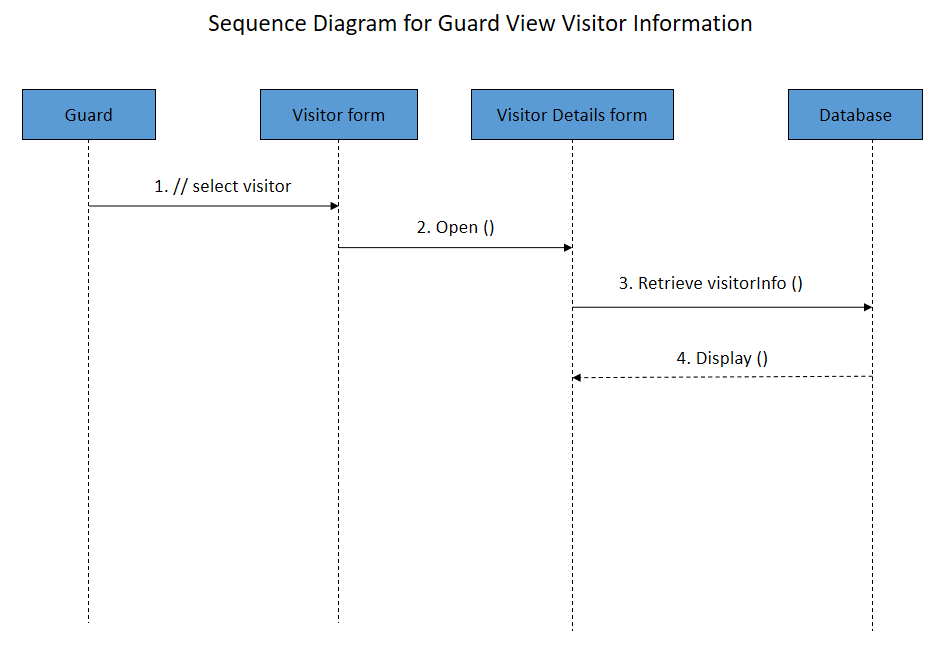 Sequence Diagram for Guard View Visitor Information
Guard
Visitor form
Visitor Details form
Database
1. // select visitor
2. Open ()
3. Retrieve visitorInfo ()
4. Display ()